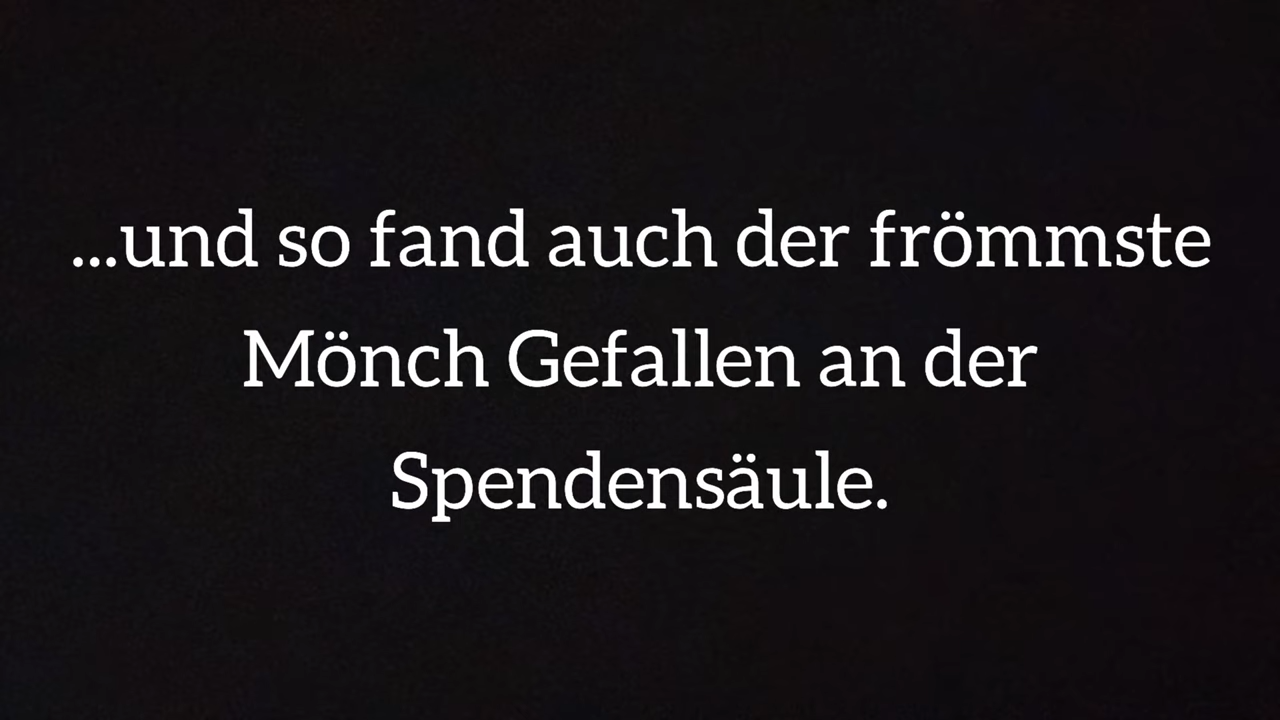 ...und so fand auch der frömmste
Mönch Gefallen an der
Spendensäule.